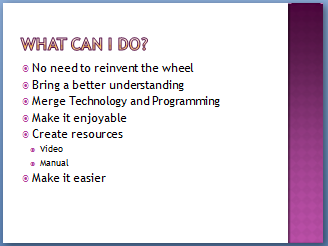 WHAT CAN I DO?
No need to reinvent the wheel
Bring a better understanding
Merge Technology and Programming
Make it enjoyable
Create resources
Video
Manual
Make it easier